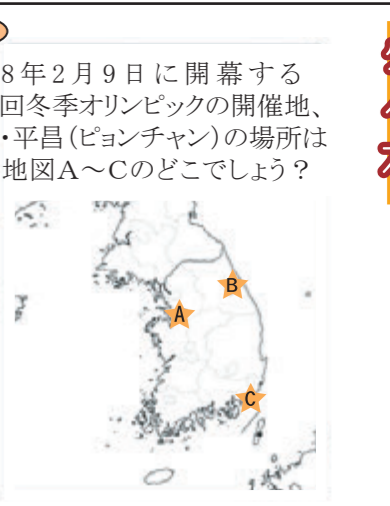 8年2月9日に開幕する
回冬季オリンピックの開催地、
・平昌(ピョンチャン)の場所は
地図A～Cのどこでしょう？
B
A
C